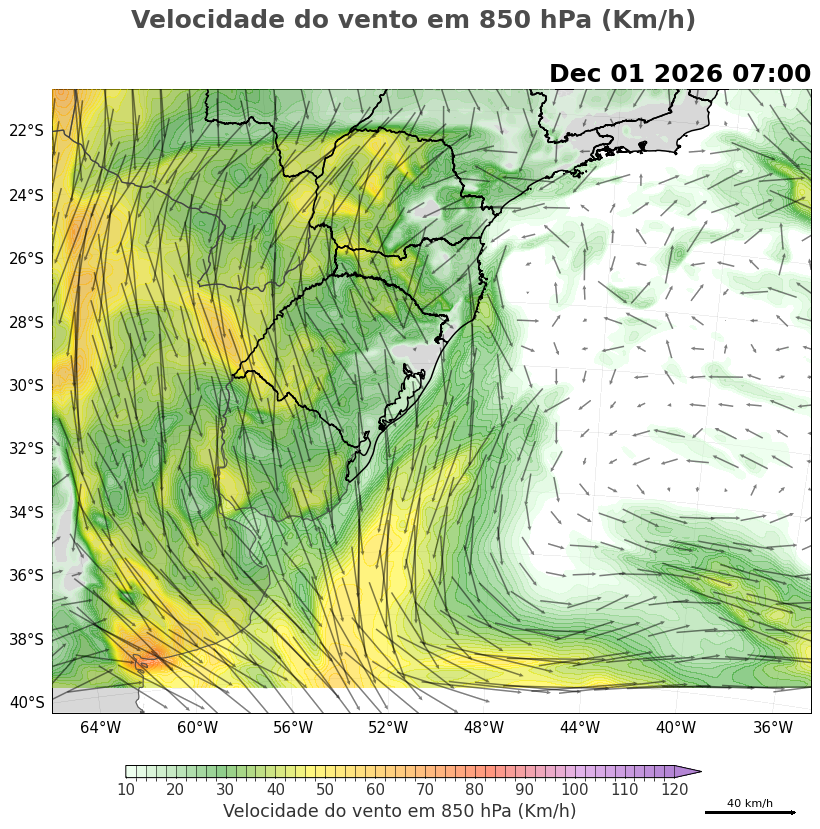 Velocidade do vento em 850 hPa (Km/h)
Dec 01 2026 07:00
22°S
24°S
26°S
28°S
30°S
32°S
34°S
36°S
38°S
40°S
64°W 60°W 56°W 52°W 48°W 44°W 40°W 36°W
10 20 30 40 50 60 70 80 90 100 110 120
Velocidade do vento em 850 hPa (Km/h)
40 km/h